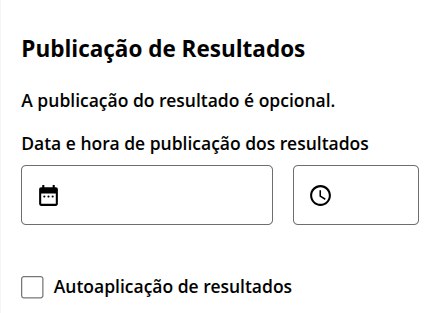 Publicação de Resultados
A publicação do resultado é opcional.
Data e hora de publicação dos resultados
Autoaplicação de resultados